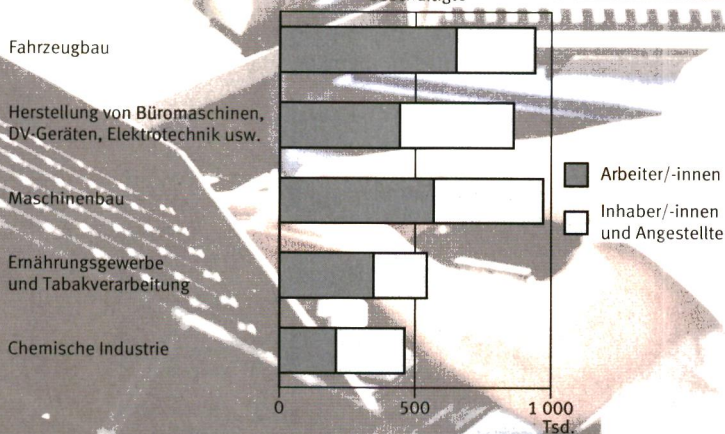 Fahrzeugbau
Herstellung von Büromaschinen,
DV-Geräten, Elektrotechnik usw.
Maschinenbau
Ernährungsgewerbe
und Tabakverarbeitung
Chemische Industrie
Arbeiter/-innen
Inhaber/-innen
und Angestellte
0 500 1 000
Tsd.